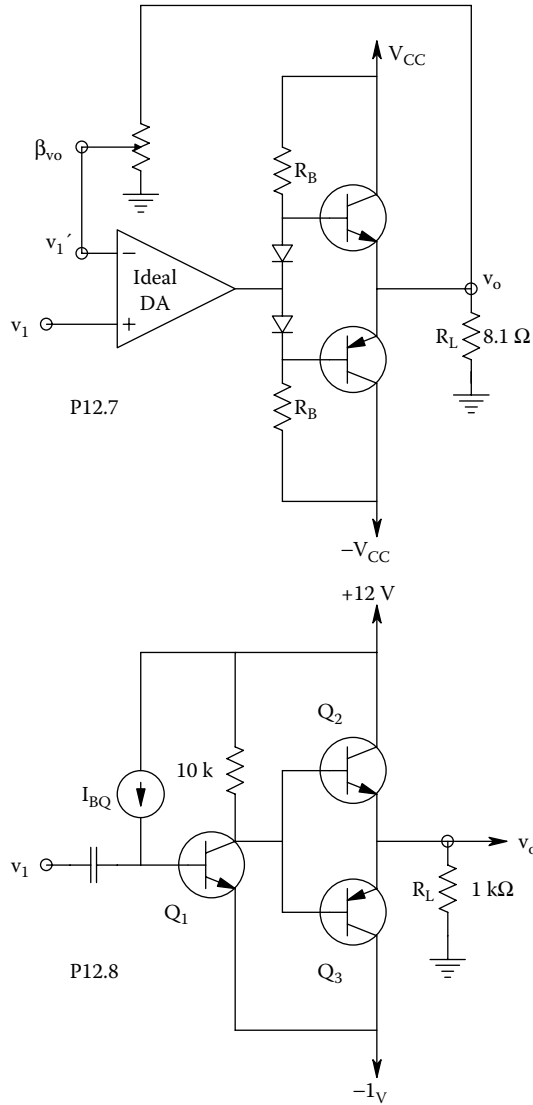 V_CC
β_vo
R_B
v_1´
−
Ideal
DA
v_o
v_1
+
R_L 8.1 Ω
P12.7
R_B
−V_CC
+12 V
Q_2
10 k
I_BQ
v_1
v_o
R_L 1 kΩ
Q_1
Q_3
P12.8
−1_V